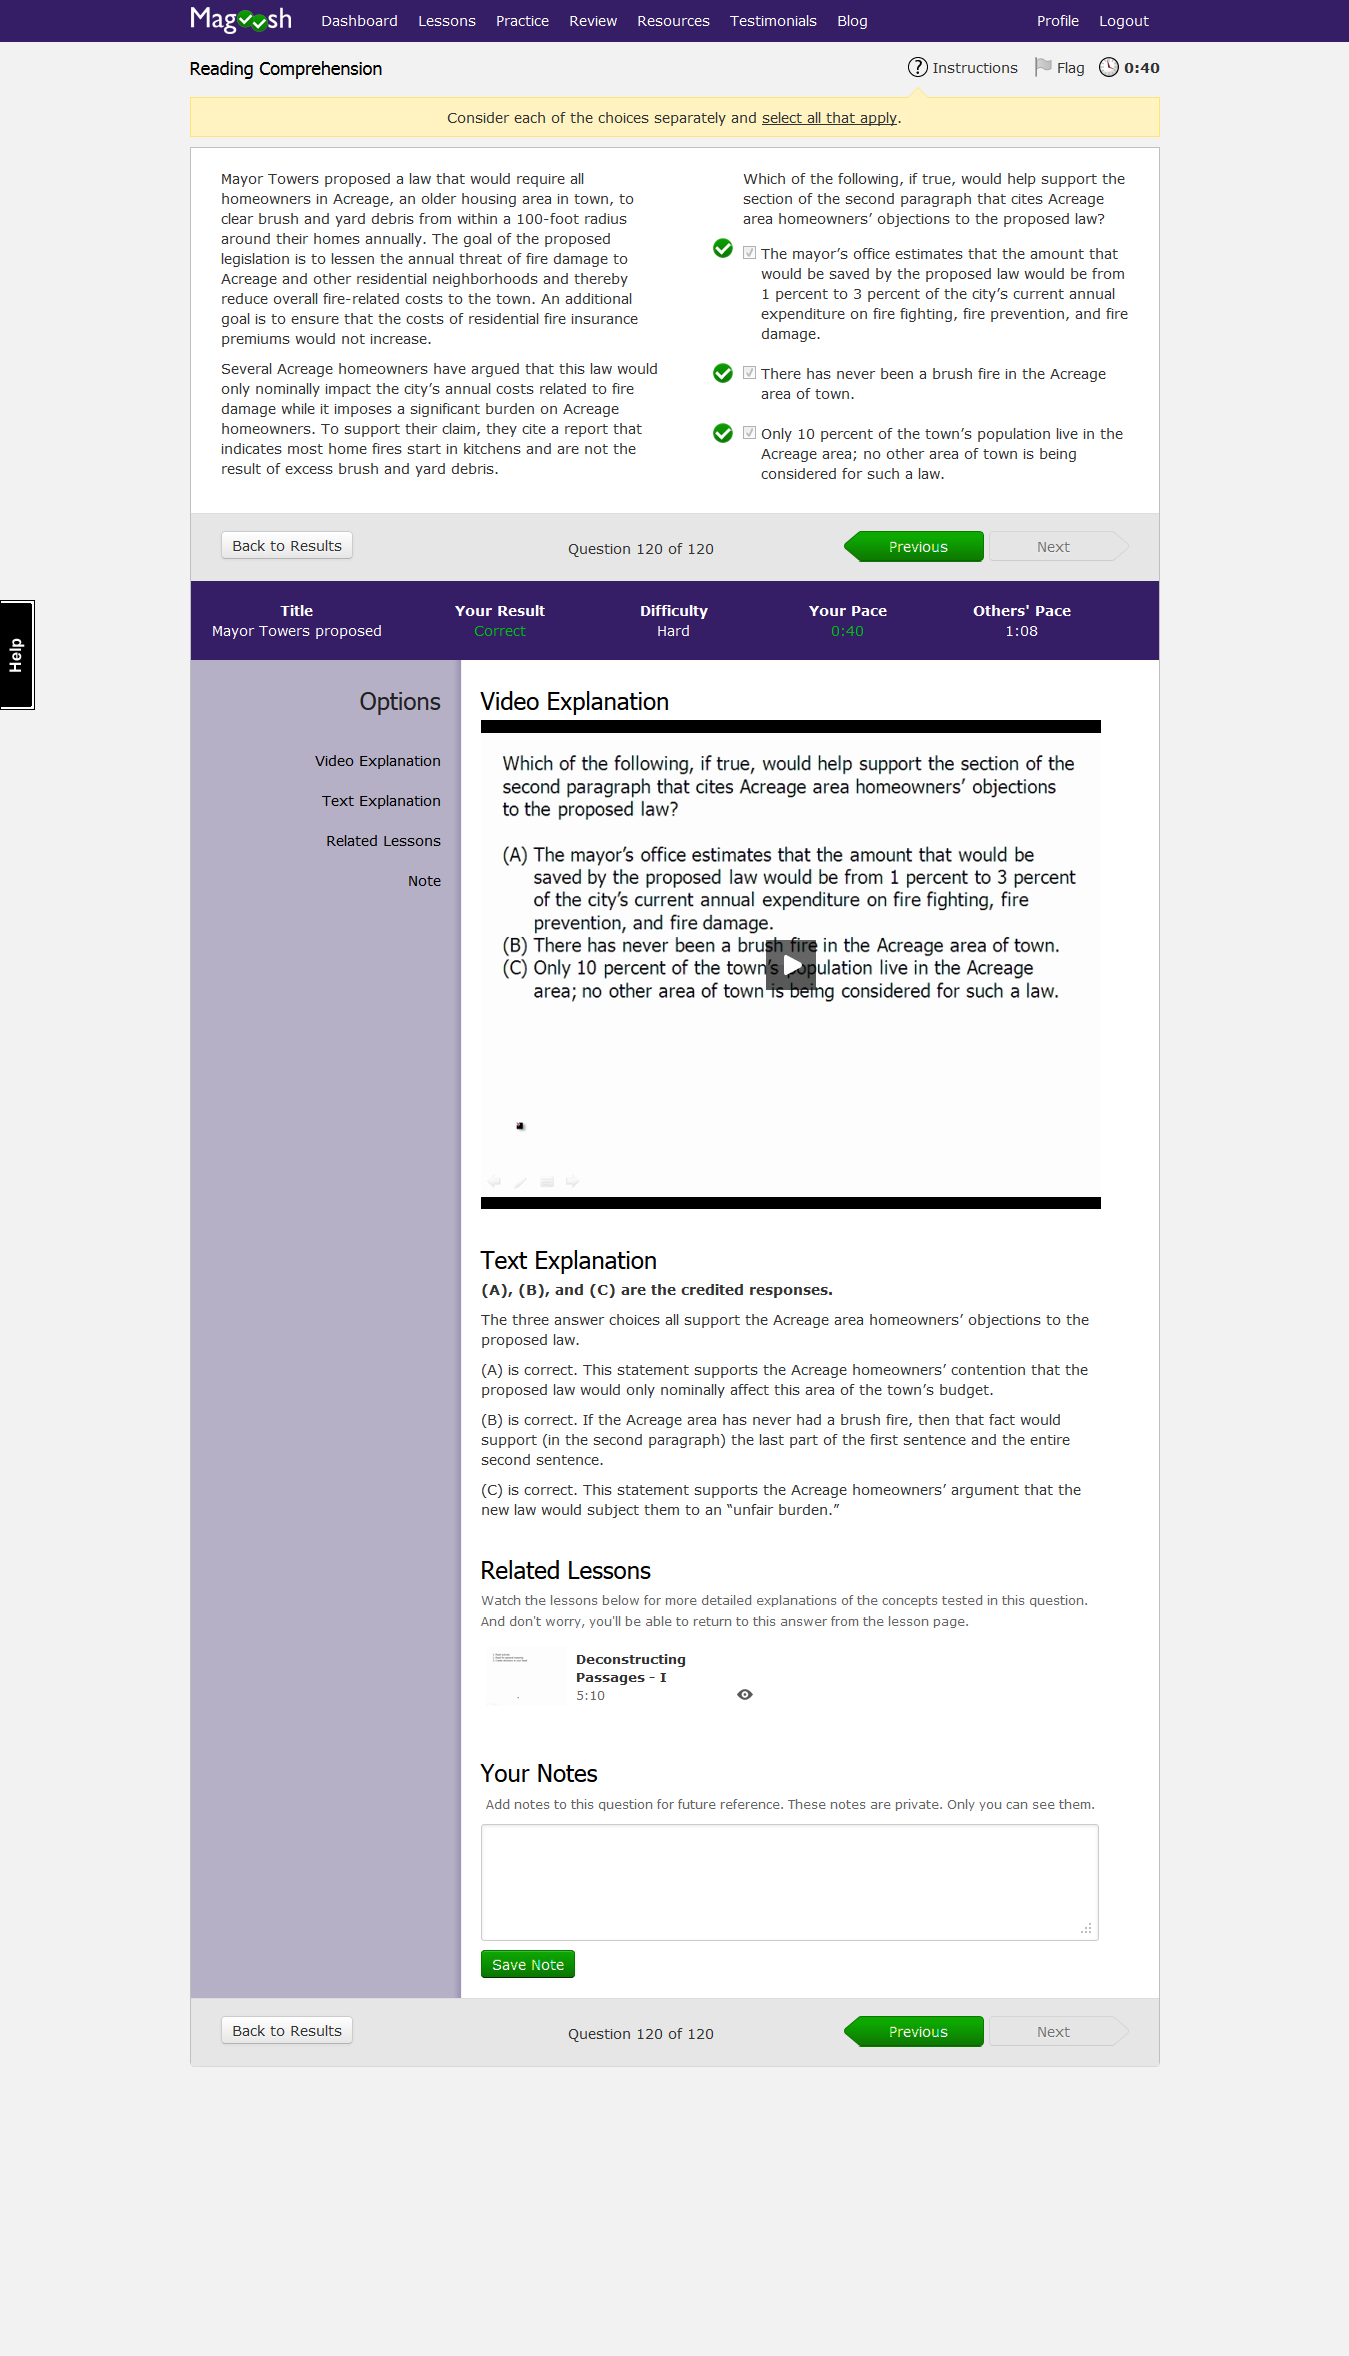 Magoosh
Dashboard Lessons Practice Review Resources Testimonials Blog Profile Logout
Reading Comprehension
Instructions Flag 0:40
Consider each of the choices separately and select all that apply.
Mayor Towers proposed a law that would require all
homeowners in Acreage, an older housing area in town, to
clear brush and yard debris from within a 100-foot radius
around their homes annually. The goal of the proposed
legislation is to lessen the annual threat of fire damage to
Acreage and other residential neighborhoods and thereby
reduce overall fire-related costs to the town. An additional
goal is to ensure that the costs of residential fire insurance
premiums would not increase.
Several Acreage homeowners have argued that this law would
only nominally impact the city’s annual costs related to fire
damage while it imposes a significant burden on Acreage
homeowners. To support their claim, they cite a report that
indicates most home fires start in kitchens and are not the
result of excess brush and yard debris.
Which of the following, if true, would help support the
section of the second paragraph that cites Acreage
area homeowners’ objections to the proposed law?
The mayor’s office estimates that the amount that
would be saved by the proposed law would be from
1 percent to 3 percent of the city’s current annual
expenditure on fire fighting, fire prevention, and fire
damage.
There has never been a brush fire in the Acreage
area of town.
Only 10 percent of the town’s population live in the
Acreage area; no other area of town is being
considered for such a law.
Back to Results Question 120 of 120 Previous Next
Help
Title Your Result Difficulty Your Pace Others' Pace
Mayor Towers proposed Correct Hard 0:40 1:08
Options
Video Explanation
Text Explanation
Related Lessons
Note
Video Explanation
Which of the following, if true, would help support the section of the
second paragraph that cites Acreage area homeowners’ objections
to the proposed law?
(A) The mayor’s office estimates that the amount that would be
saved by the proposed law would be from 1 percent to 3 percent
of the city’s current annual expenditure on fire fighting, fire
prevention, and fire damage.
(B) There has never been a brush fire in the Acreage area of town.
(C) Only 10 percent of the town’s population live in the Acreage
area; no other area of town is being considered for such a law.
Text Explanation
(A), (B), and (C) are the credited responses.
The three answer choices all support the Acreage area homeowners’ objections to the
proposed law.
(A) is correct. This statement supports the Acreage homeowners’ contention that the
proposed law would only nominally affect this area of the town’s budget.
(B) is correct. If the Acreage area has never had a brush fire, then that fact would
support (in the second paragraph) the last part of the first sentence and the entire
second sentence.
(C) is correct. This statement supports the Acreage homeowners’ argument that the
new law would subject them to an “unfair burden.”
Related Lessons
Watch the lessons below for more detailed explanations of the concepts tested in this question.
And don't worry, you'll be able to return to this answer from the lesson page.
Deconstructing
Passages - I
5:10
Your Notes
Add notes to this question for future reference. These notes are private. Only you can see them.
Save Note
Back to Results Question 120 of 120 Previous Next